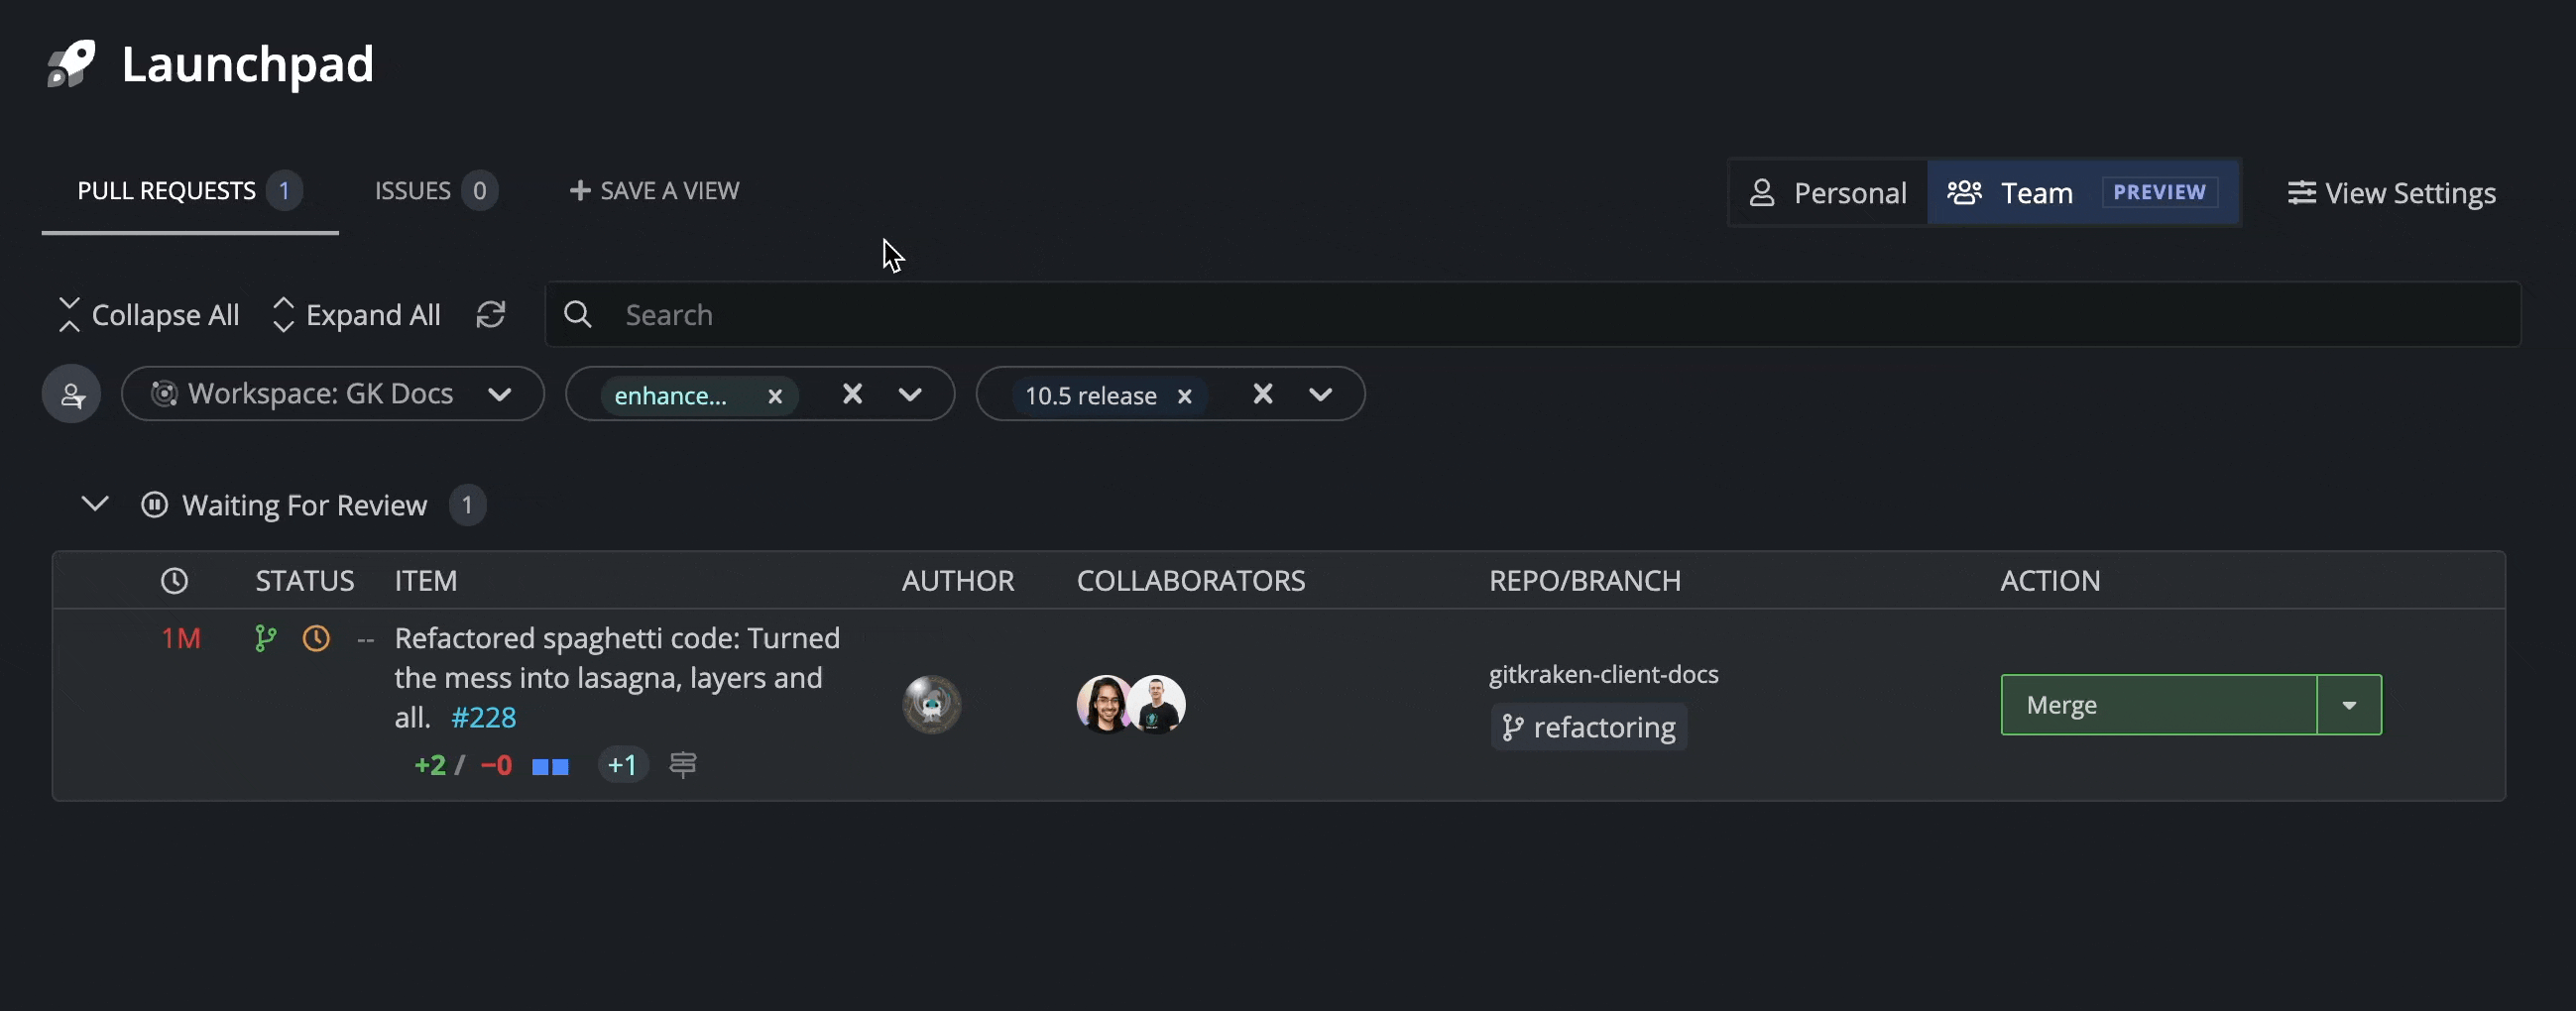 Launchpad
PULL REQUESTS 1 ISSUES 0 + SAVE A VIEW Personal Team PREVIEW View Settings
Collapse All Expand All Search
Workspace: GK Docs enhance... 10.5 release
Waiting For Review 1
STATUS ITEM AUTHOR COLLABORATORS REPO/BRANCH ACTION
1M -- Refactored spaghetti code: Turned
the mess into lasagna, layers and
all. #228
gitkraken-client-docs
refactoring
Merge
+2 / −0 +1